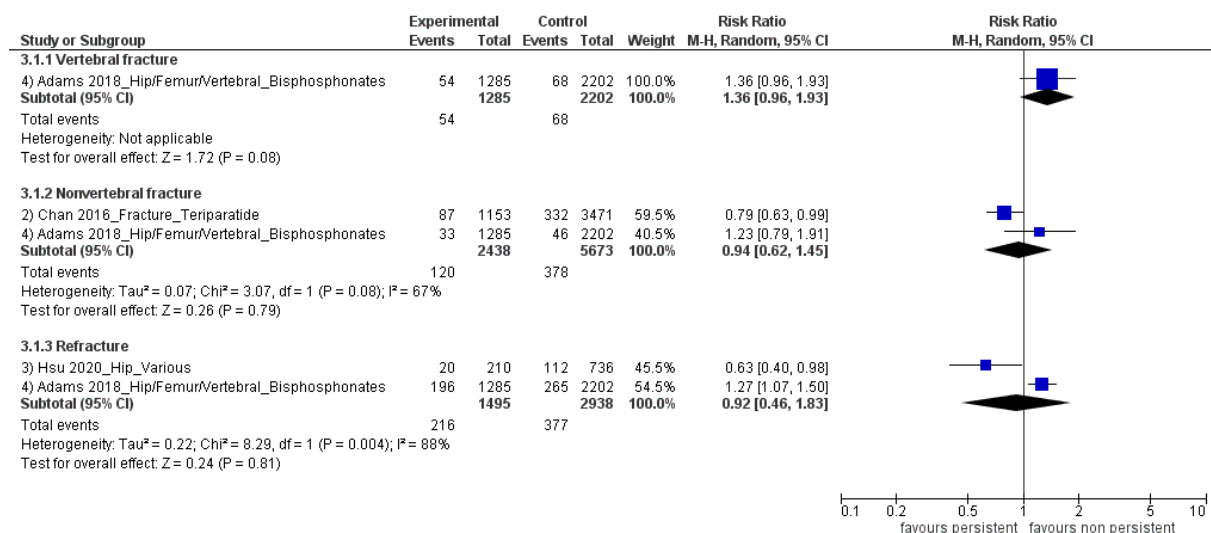 Experimental Control Risk Ratio Risk Ratio
Study or Subgroup Events Total Events Total Weight M-H, Random, 95% CI M-H, Random, 95% CI
3.1.1 Vertebral fracture
4) Adams 2018_Hip/Femur/Vertebral_Bisphosphonates 54 1285 68 2202 100.0% 1.36 [0.96, 1.93]
Subtotal (95% CI) 1285 2202 100.0% 1.36 [0.96, 1.93]
Total events 54 68
Heterogeneity: Not applicable
Test for overall effect: Z = 1.72 (P = 0.08)
3.1.2 Nonvertebral fracture
2) Chan 2016_Fracture_Teriparatide 87 1153 332 3471 59.5% 0.79 [0.63, 0.99]
4) Adams 2018_Hip/Femur/Vertebral_Bisphosphonates 33 1285 46 2202 40.5% 1.23 [0.79, 1.91]
Subtotal (95% CI) 2438 5673 100.0% 0.94 [0.62, 1.45]
Total events 120 378
Heterogeneity: Tau² = 0.07; Chi² = 3.07, df = 1 (P = 0.08); I² = 67%
Test for overall effect: Z = 0.26 (P = 0.79)
3.1.3 Refracture
3) Hsu 2020_Hip_Various 20 210 112 736 45.5% 0.63 [0.40, 0.98]
4) Adams 2018_Hip/Femur/Vertebral_Bisphosphonates 196 1285 265 2202 54.5% 1.27 [1.07, 1.50]
Subtotal (95% CI) 1495 2938 100.0% 0.92 [0.46, 1.83]
Total events 216 377
Heterogeneity: Tau² = 0.22; Chi² = 8.29, df = 1 (P = 0.004); I² = 88%
Test for overall effect: Z = 0.24 (P = 0.81)
0.1 0.2 0.5 1 2 5 10
favours persistent favours non persistent